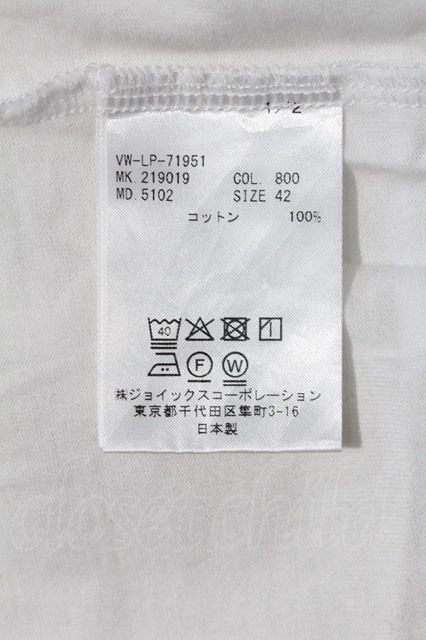 1／2
VW-LP-71951
MK. 219019 COL. 800
MD. 5102 SIZE 42
コットン 100%
40
F W
㈱ジョイックスコーポレーション
東京都千代田区隼町3-16
日本製
closet child